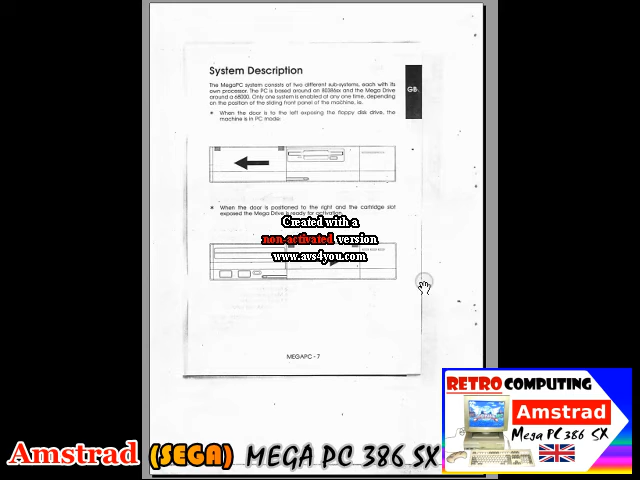 System Description
The MegaPC system consists of two different sub-systems, each with its
own processor. The PC is based around an 80386sx and the Mega Drive
around a 68000. Only one system is enabled at any one time, depending
on the position of the sliding front panel of the machine, ie.
GB
* When the door is to the left exposing the floppy disk drive, the
machine is in PC mode:
* When the door is positioned to the right and the cartridge slot
exposed the Mega Drive is ready for activation.
Created with a
non-activated version
www.avs4you.com
MEGAPC - 7
RETRO COMPUTING
Amstrad
Mega PC 386 SX
Amstrad (SEGA) MEGA PC 386 SX